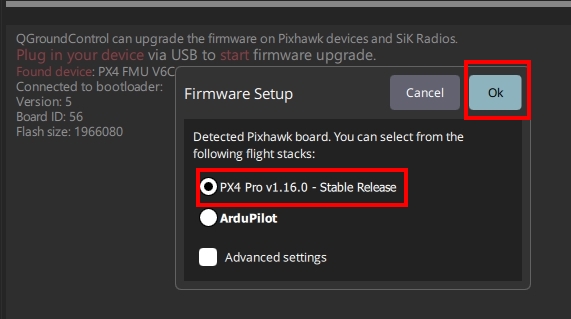 QGroundControl can upgrade the firmware on Pixhawk devices and SiK Radios.
Plug in your device via USB to start firmware upgrade.
Found device: PX4 FMU V6C
Connected to bootloader:
Version: 5
Board ID: 56
Flash size: 1966080
Firmware Setup
Cancel
Ok
Detected Pixhawk board. You can select from the
following flight stacks:
PX4 Pro v1.16.0 - Stable Release
ArduPilot
Advanced settings